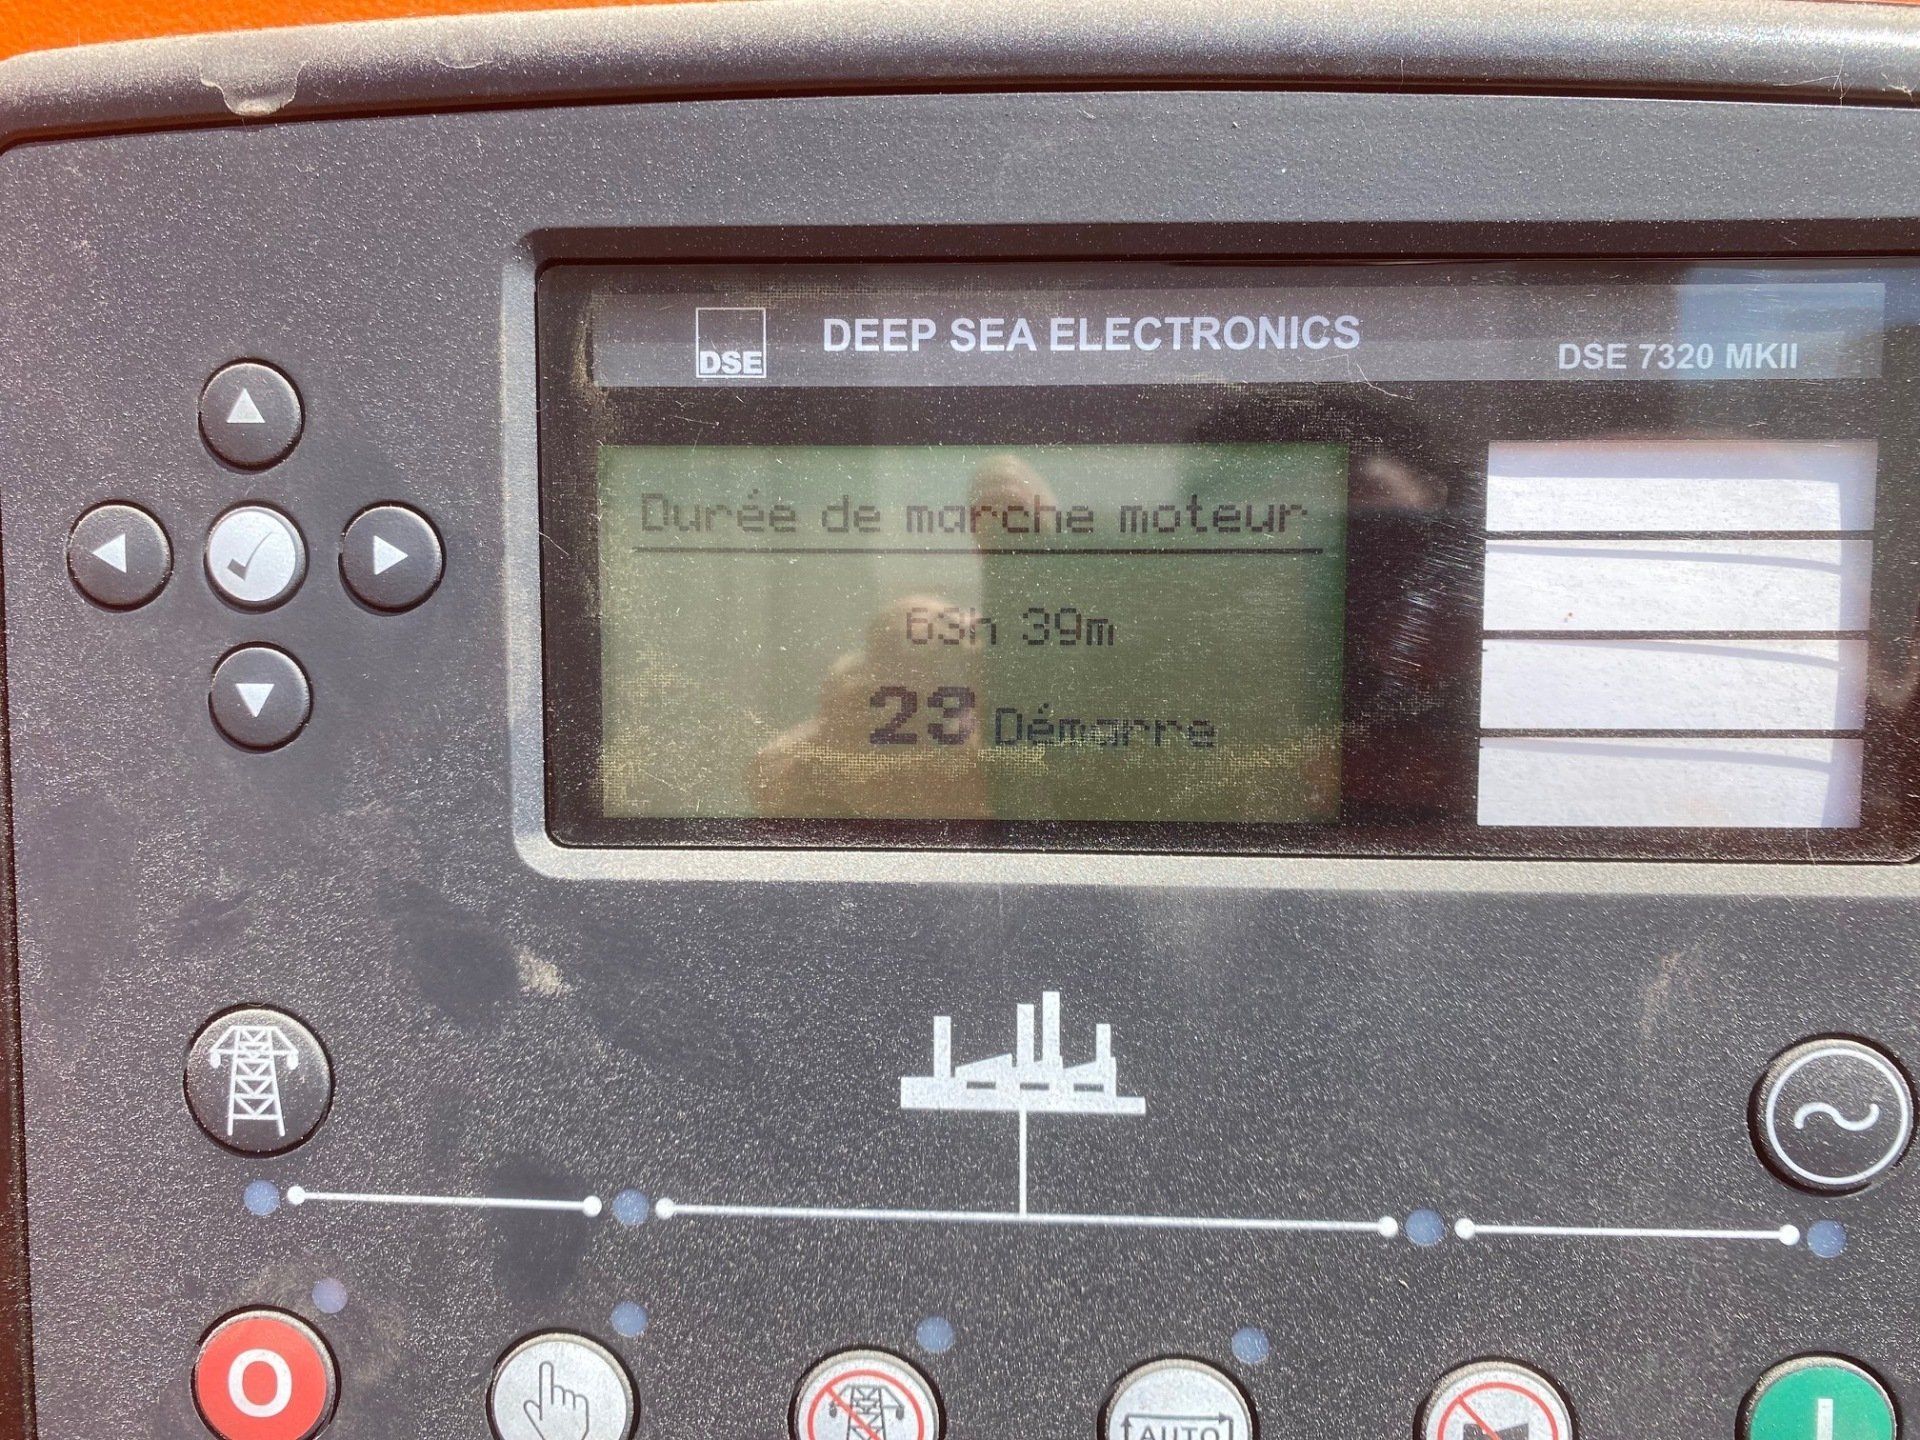 DSE
DEEP SEA ELECTRONICS
DSE 7320 MKII
Durée de marche moteur
63h 39m
23 Démarre
O
AUTO
I